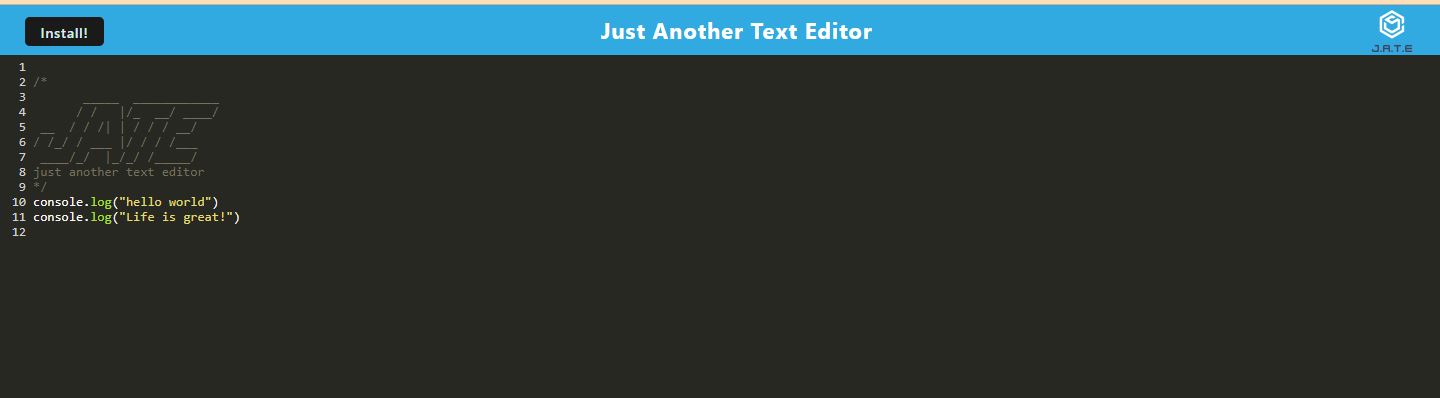 Install!
Just Another Text Editor
J.A.T.E
1
2 /*
3        _____  ____________
4       / /   |/_  __/ ____/
5  __  / / /| | / / / __/
6 / /_/ / ___ |/ / / /___
7  ____/_/  |_/_/ /_____/
8 just another text editor
9 */
10 console.log("hello world")
11 console.log("Life is great!")
12